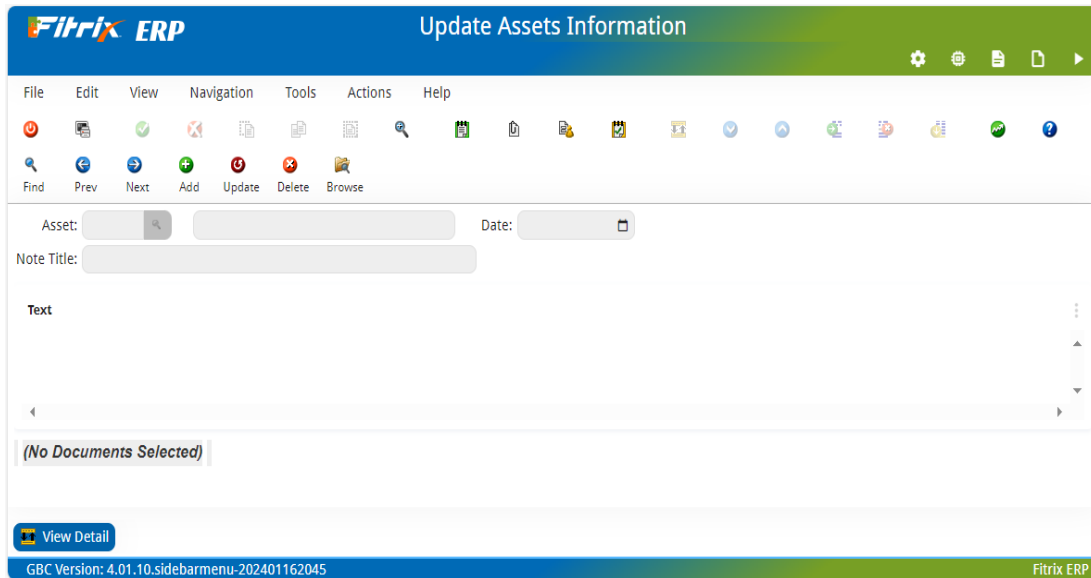 Fitrix ERP
Update Assets Information
File Edit View Navigation Tools Actions Help
Find Prev Next Add Update Delete Browse
Asset: Date:
Note Title:
Text
(No Documents Selected)
View Detail
GBC Version: 4.01.10.sidebarmenu-202401162045 Fitrix ERP